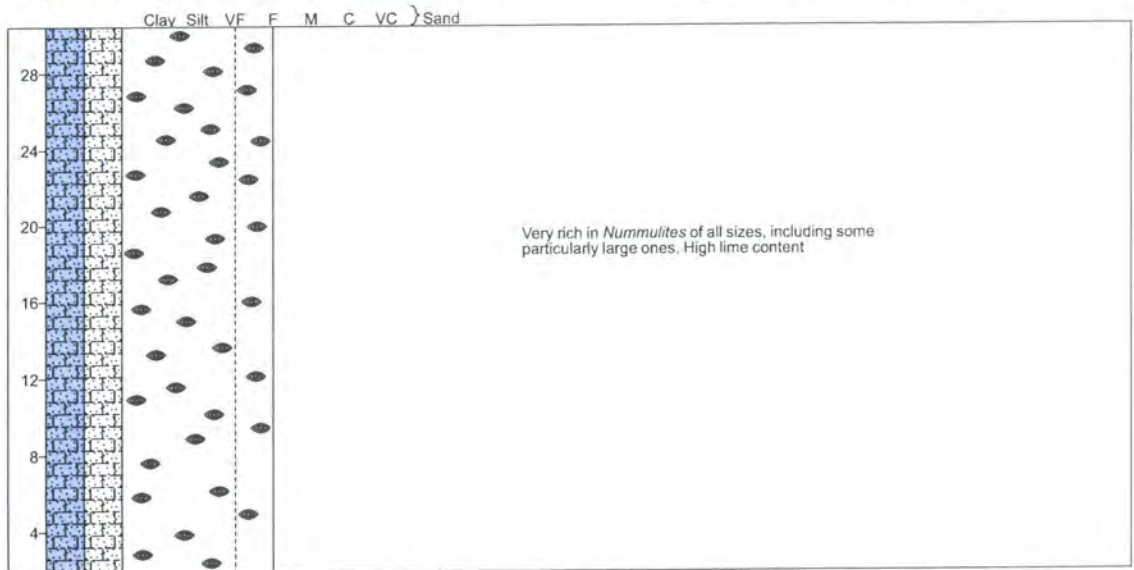 Clay Silt VF F M C VC }Sand
28
24
20
Very rich in Nummulites of all sizes, including some
particularly large ones. High lime content
16
12
8
4